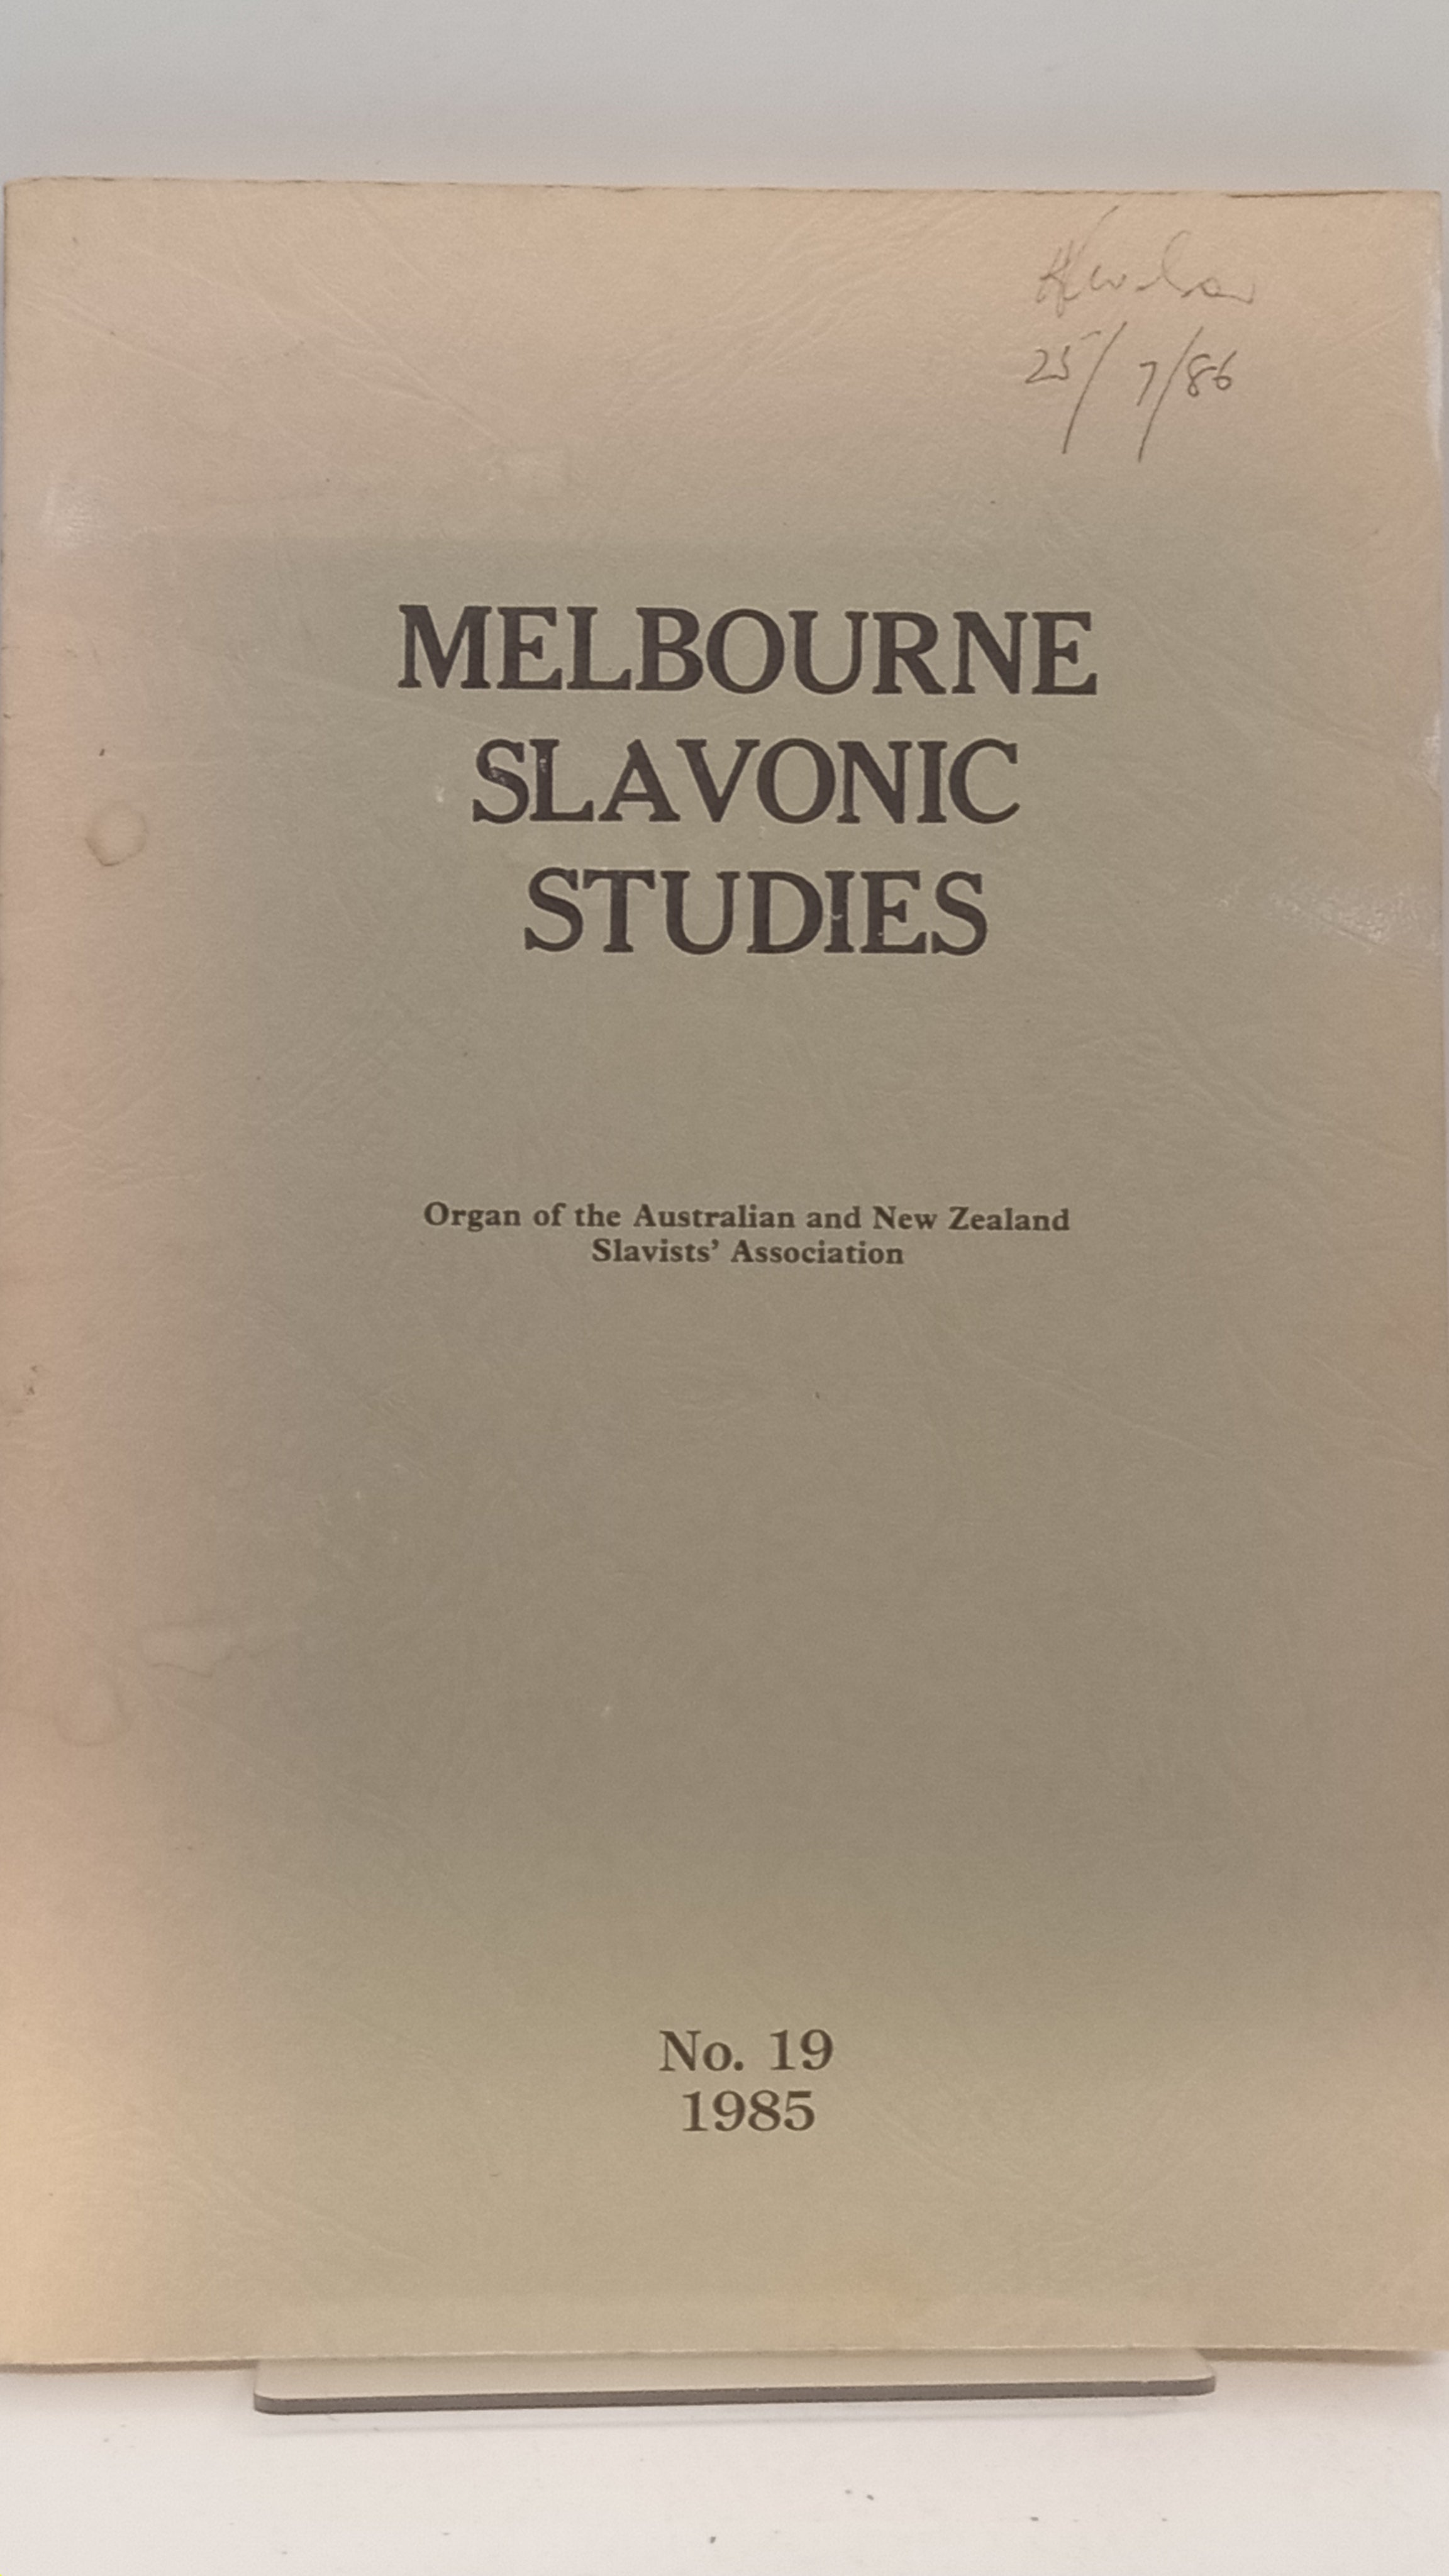 25/7/86
MELBOURNE
SLAVONIC
STUDIES
Organ of the Australian and New Zealand
Slavists’ Association
No. 19
1985